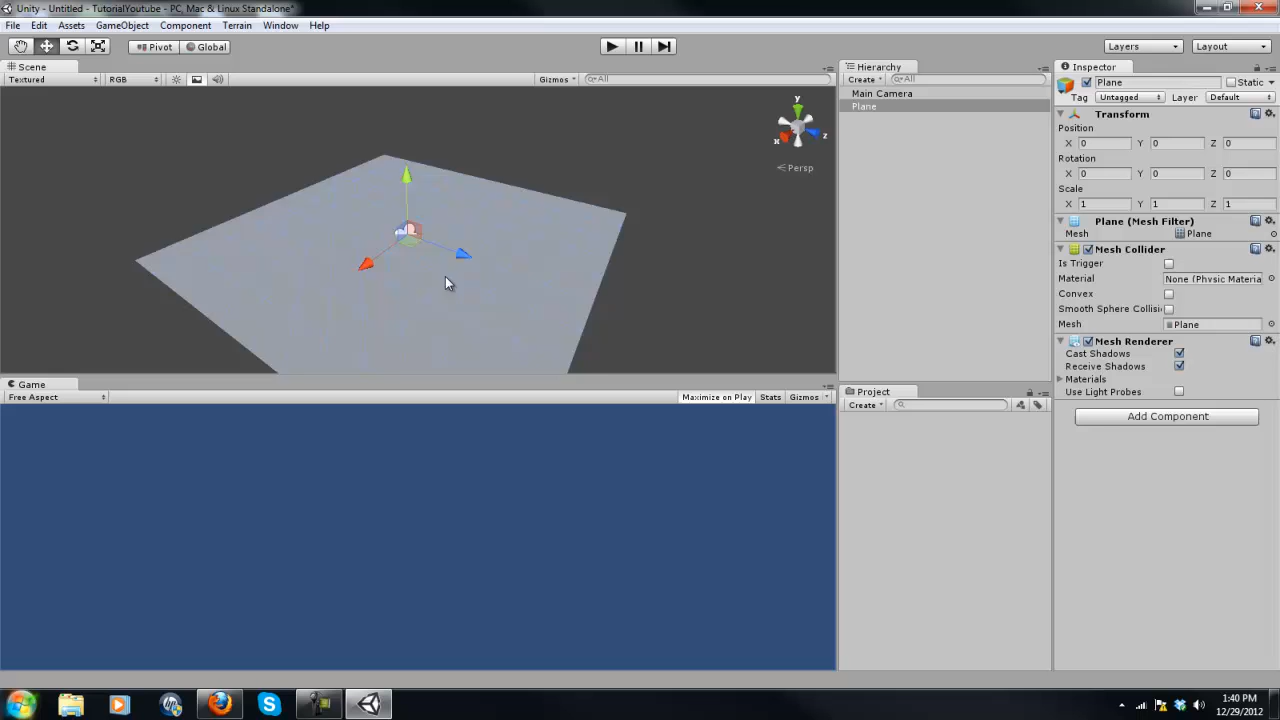 Unity - Untitled - TutorialYoutube - PC, Mac & Linux Standalone*
File Edit Assets GameObject Component Terrain Window Help
Pivot Global Layers Layout
Scene
Textured RGB Gizmos All
y
x
z
Persp
Game
Free Aspect Maximize on Play Stats Gizmos
Hierarchy
Create All
Main Camera
Plane
Project
Create
Inspector
Plane Static
Tag Untagged Layer Default
Transform
Position
X 0 Y 0 Z 0
Rotation
X 0 Y 0 Z 0
Scale
X 1 Y 1 Z 1
Plane (Mesh Filter)
Mesh Plane
Mesh Collider
Is Trigger
Material None (Physic Materia
Convex
Smooth Sphere Collisi
Mesh Plane
Mesh Renderer
Cast Shadows
Receive Shadows
Materials
Use Light Probes
Add Component
1:40 PM
12/29/2012